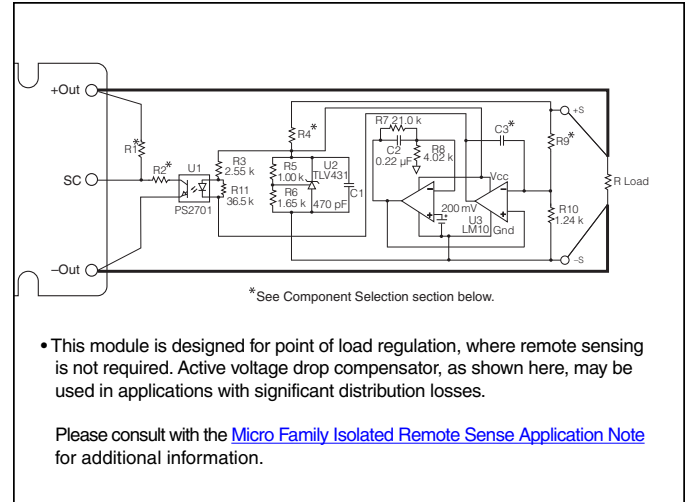 +Out
R1*
SC
R2*
U1
PS2701
–Out
R3
2.55 k
R11
36.5 k
R4*
R5
1.00 k
R6
1.65 k
U2
TLV431
470 pF
C1
R7 21.0 k
C2
0.22 µF
R8
4.02 k
C3*
Vcc
200 mV
U3
LM10
Gnd
+S
R9*
R10
1.24 k
–S
R Load
*See Component Selection section below.
• This module is designed for point of load regulation, where remote sensing
is not required. Active voltage drop compensator, as shown here, may be
used in applications with significant distribution losses.
Please consult with the Micro Family Isolated Remote Sense Application Note
for additional information.